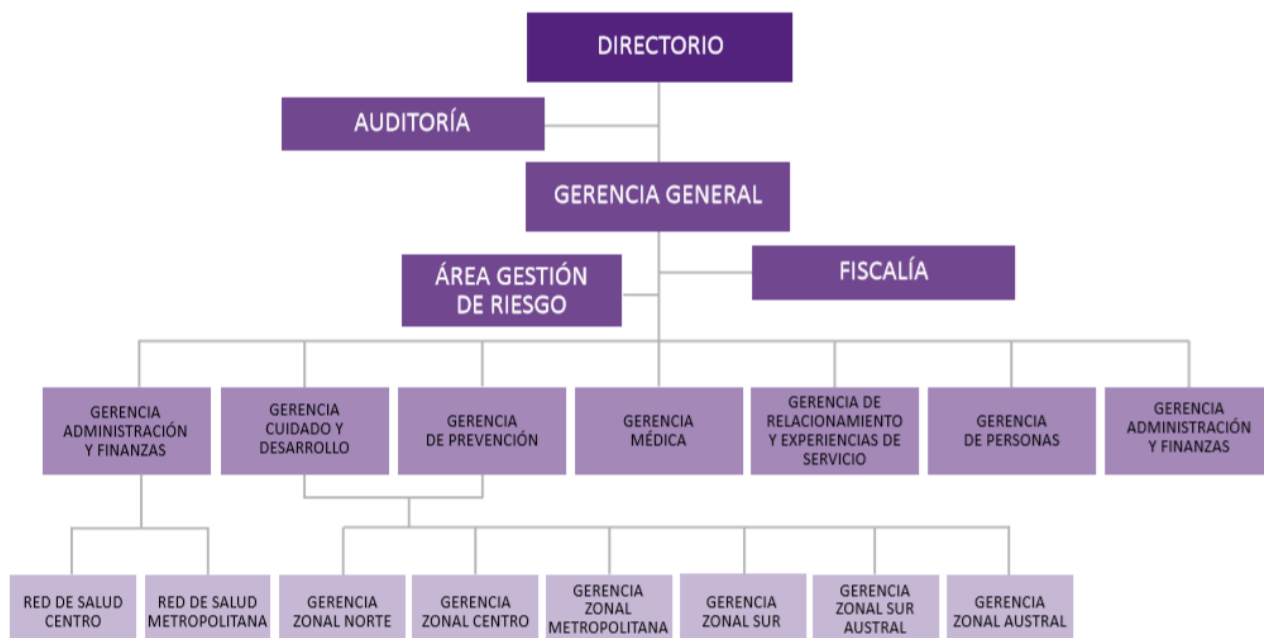 DIRECTORIO
AUDITORÍA
GERENCIA GENERAL
ÁREA GESTIÓN
DE RIESGO
FISCALÍA
GERENCIA
ADMINISTRACIÓN
Y FINANZAS
GERENCIA
CUIDADO Y
DESARROLLO
GERENCIA
DE PREVENCIÓN
GERENCIA
MÉDICA
GERENCIA DE
RELACIONAMIENTO
Y EXPERIENCIAS DE
SERVICIO
GERENCIA
DE PERSONAS
GERENCIA
ADMINISTRACIÓN
Y FINANZAS
RED DE SALUD
CENTRO
RED DE SALUD
METROPOLITANA
GERENCIA
ZONAL NORTE
GERENCIA
ZONAL CENTRO
GERENCIA
ZONAL
METROPOLITANA
GERENCIA
ZONAL SUR
GERENCIA
ZONAL SUR
AUSTRAL
GERENCIA
ZONAL AUSTRAL